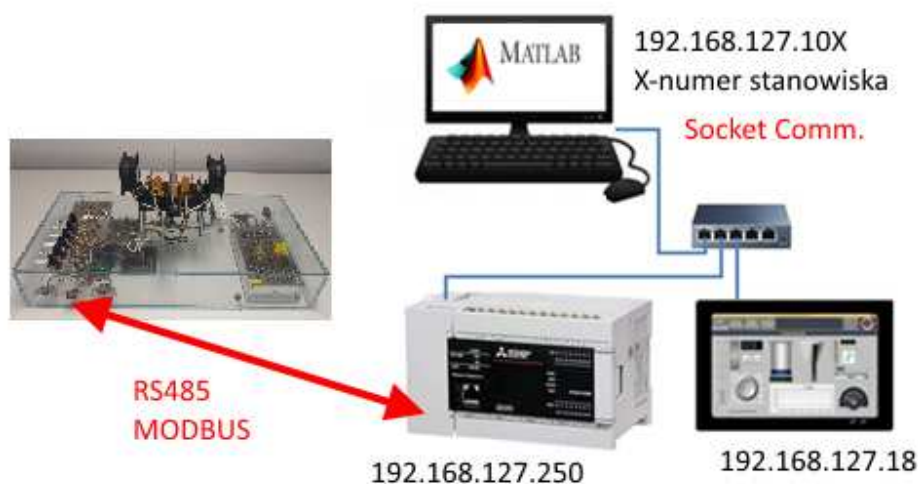 MATLAB
192.168.127.10X
X-numer stanowiska
Socket Comm.
RS485
MODBUS
192.168.127.250
192.168.127.18